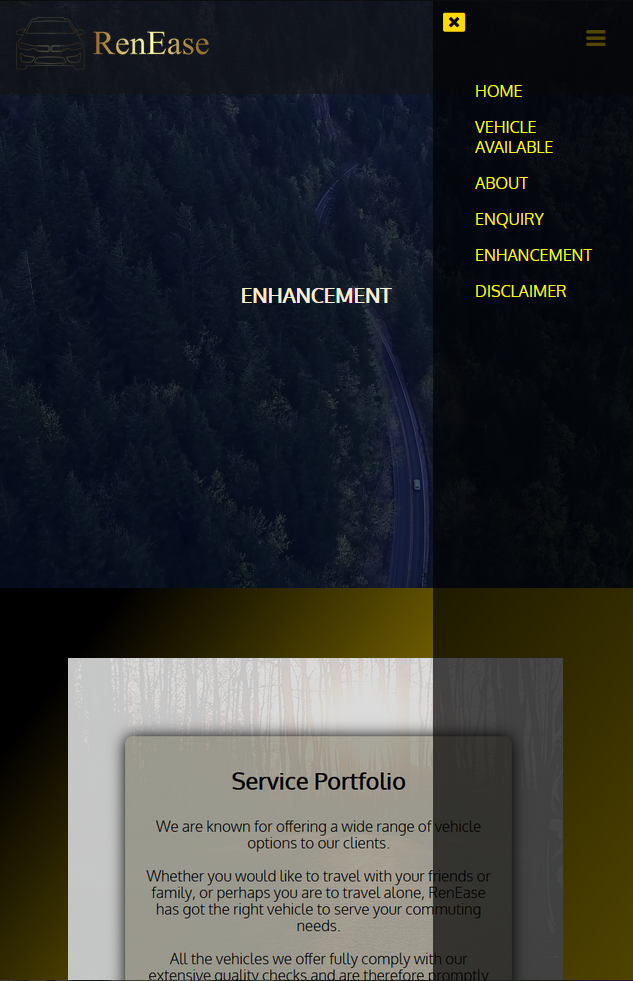 RenEase
HOME
VEHICLE
AVAILABLE
ABOUT
ENQUIRY
ENHANCEMENT
DISCLAIMER
ENHANCEMENT
Service Portfolio
We are known for offering a wide range of vehicle
options to our clients.
Whether you would like to travel with your friends or
family, or perhaps you are to travel alone, RenEase
has got the right vehicle to serve your commuting
needs.
All the vehicles we offer fully comply with our
extensive quality checks and are therefore promptly